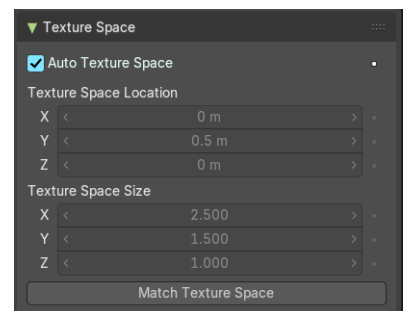 Texture Space
Auto Texture Space
Texture Space Location
X 0 m
Y 0.5 m
Z 0 m
Texture Space Size
X 2.500
Y 1.500
Z 1.000
Match Texture Space